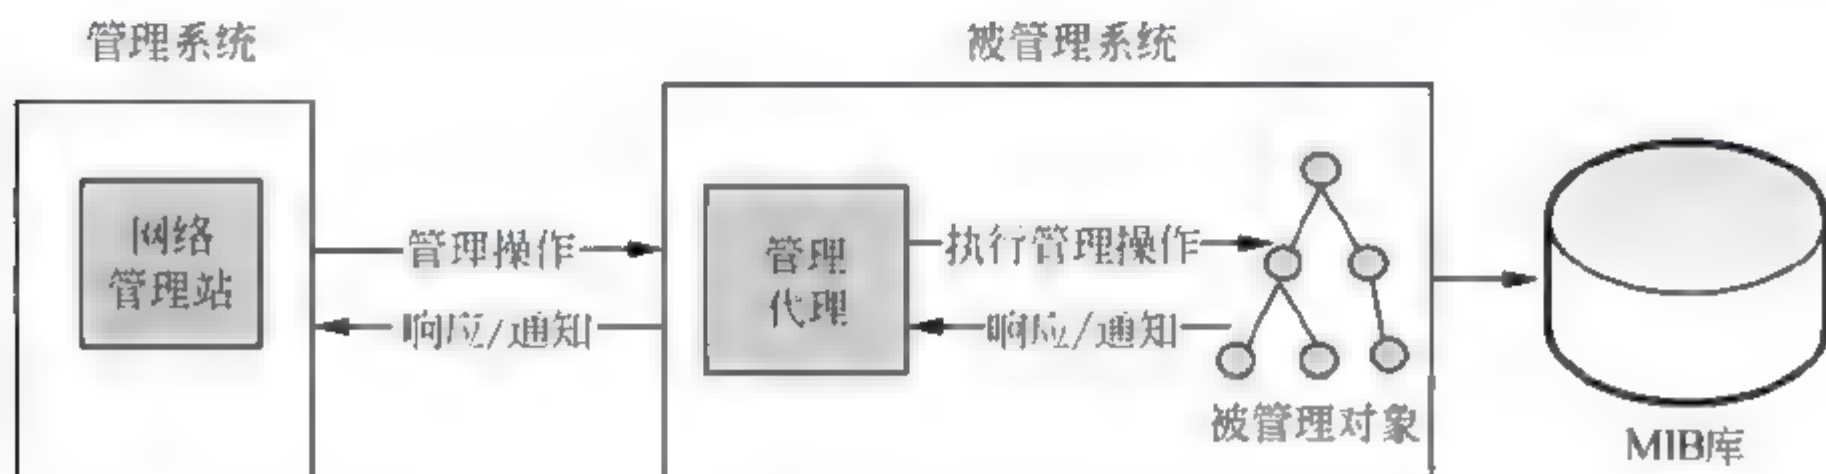 管理系统
被管理系统
网络
管理站
管理操作
响应/通知
管理
代理
执行管理操作
响应/通知
被管理对象
MIB库